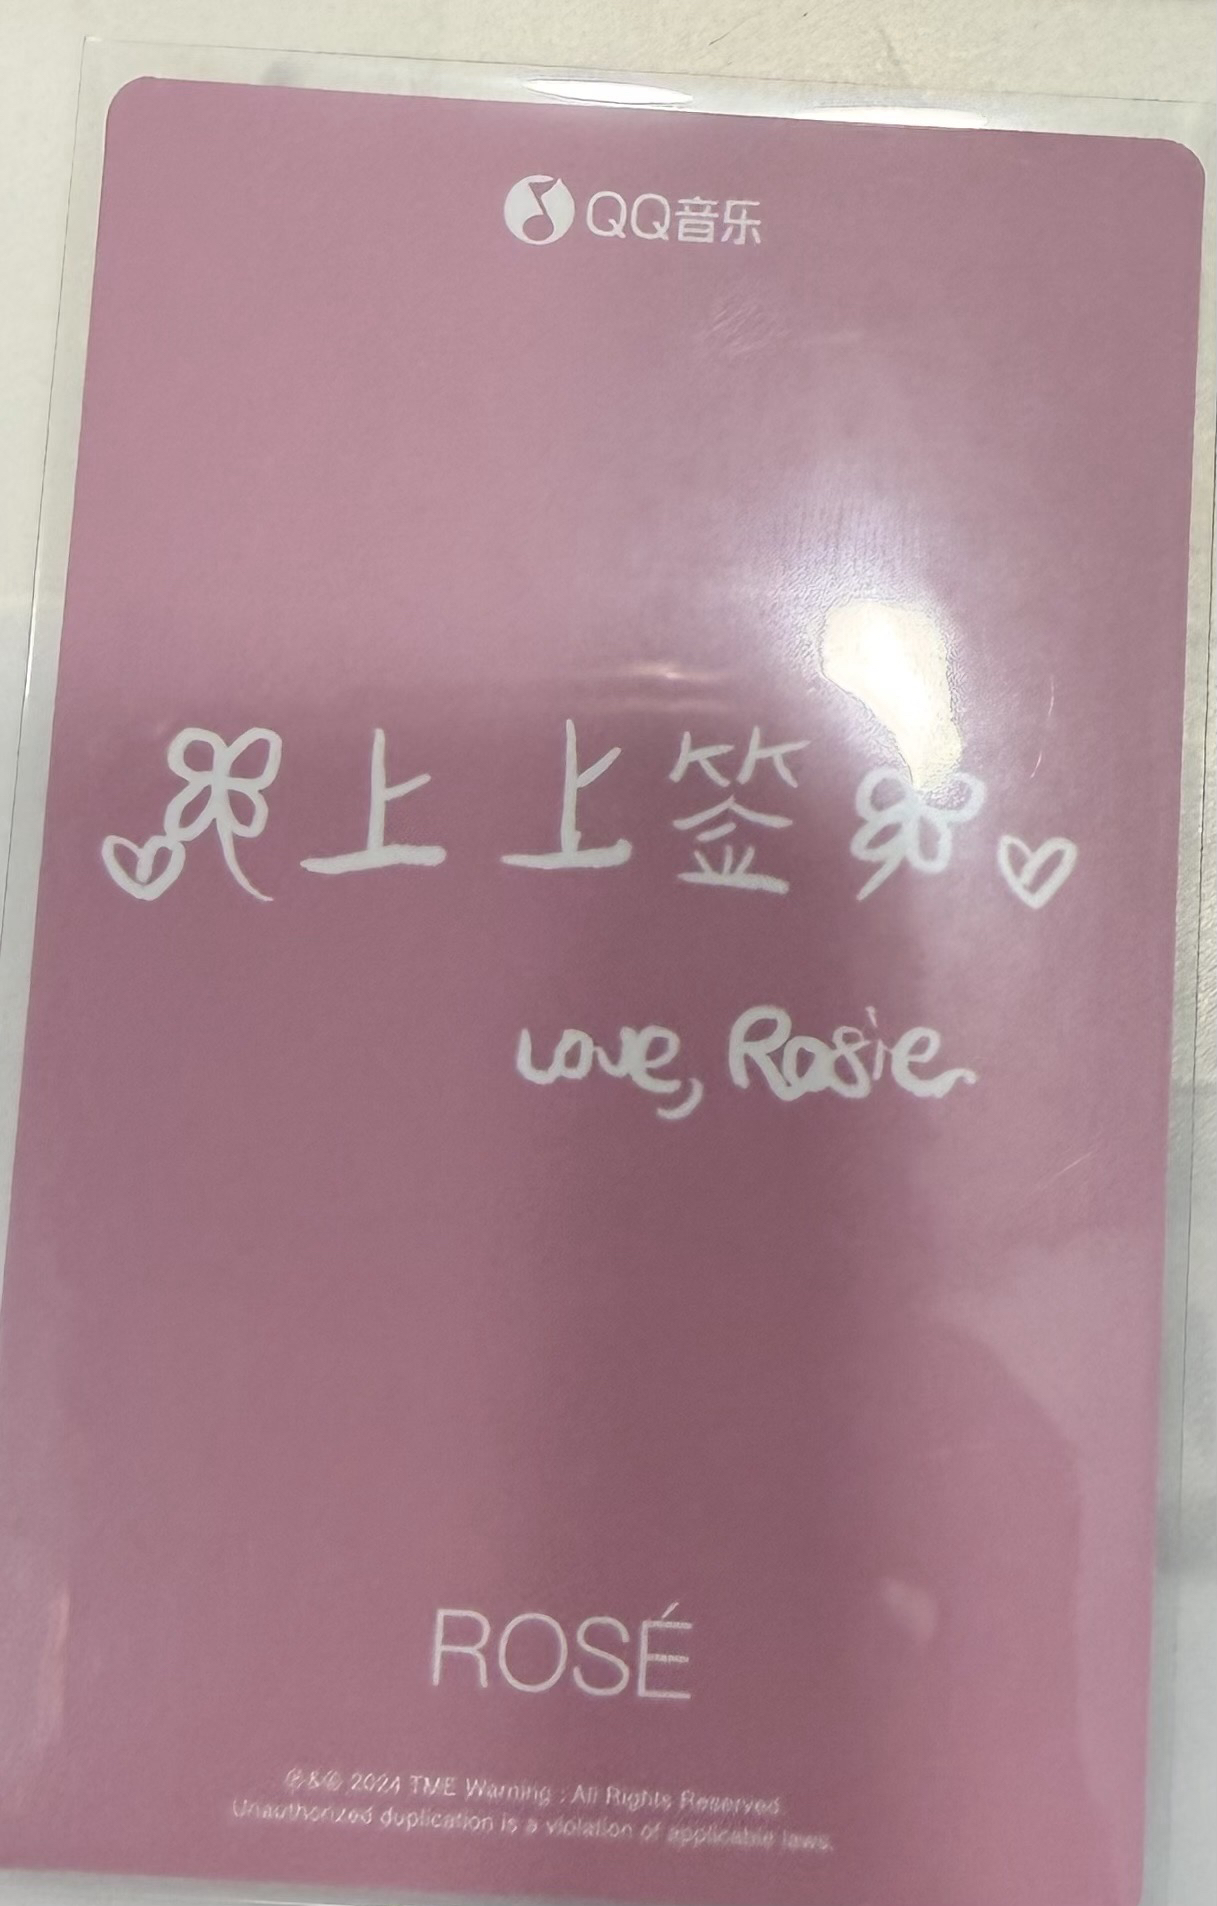 QQ音乐
上上签
Love, Rosie
ROSÉ
℗&© 2024 TME Warning : All Rights Reserved.
Unauthorized duplication is a violation of applicable laws.